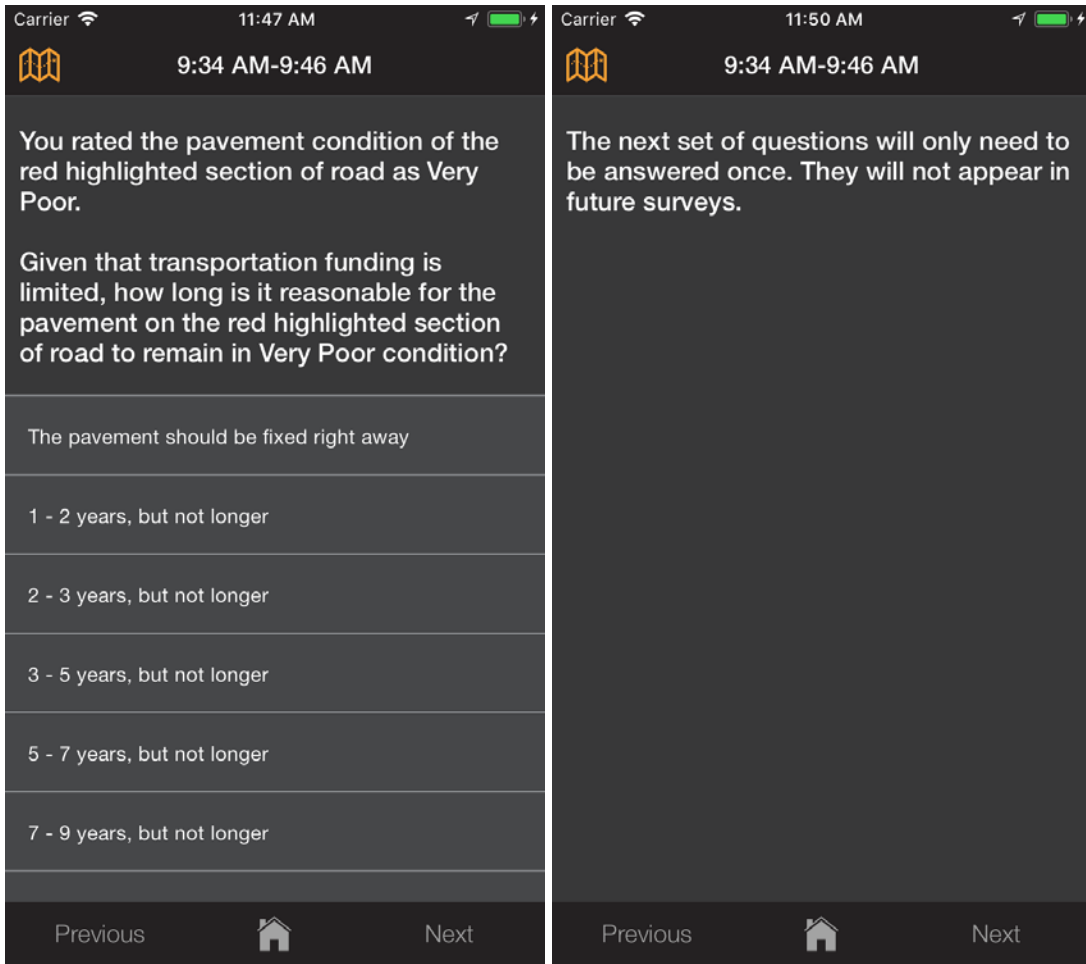 Carrier
11:47 AM
9:34 AM-9:46 AM
You rated the pavement condition of the
red highlighted section of road as Very
Poor.
Given that transportation funding is
limited, how long is it reasonable for the
pavement on the red highlighted section
of road to remain in Very Poor condition?
The pavement should be fixed right away
1 - 2 years, but not longer
2 - 3 years, but not longer
3 - 5 years, but not longer
5 - 7 years, but not longer
7 - 9 years, but not longer
Previous
Next
Carrier
11:50 AM
9:34 AM-9:46 AM
The next set of questions will only need to
be answered once. They will not appear in
future surveys.
Previous
Next